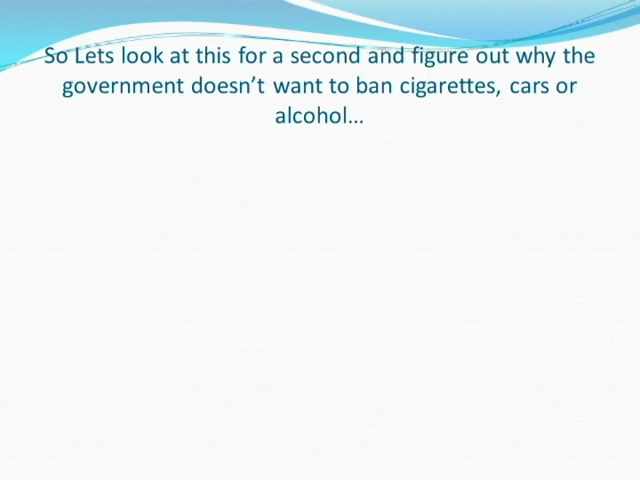 So Lets look at this for a second and figure out why the
government doesn’t want to ban cigarettes, cars or
alcohol…